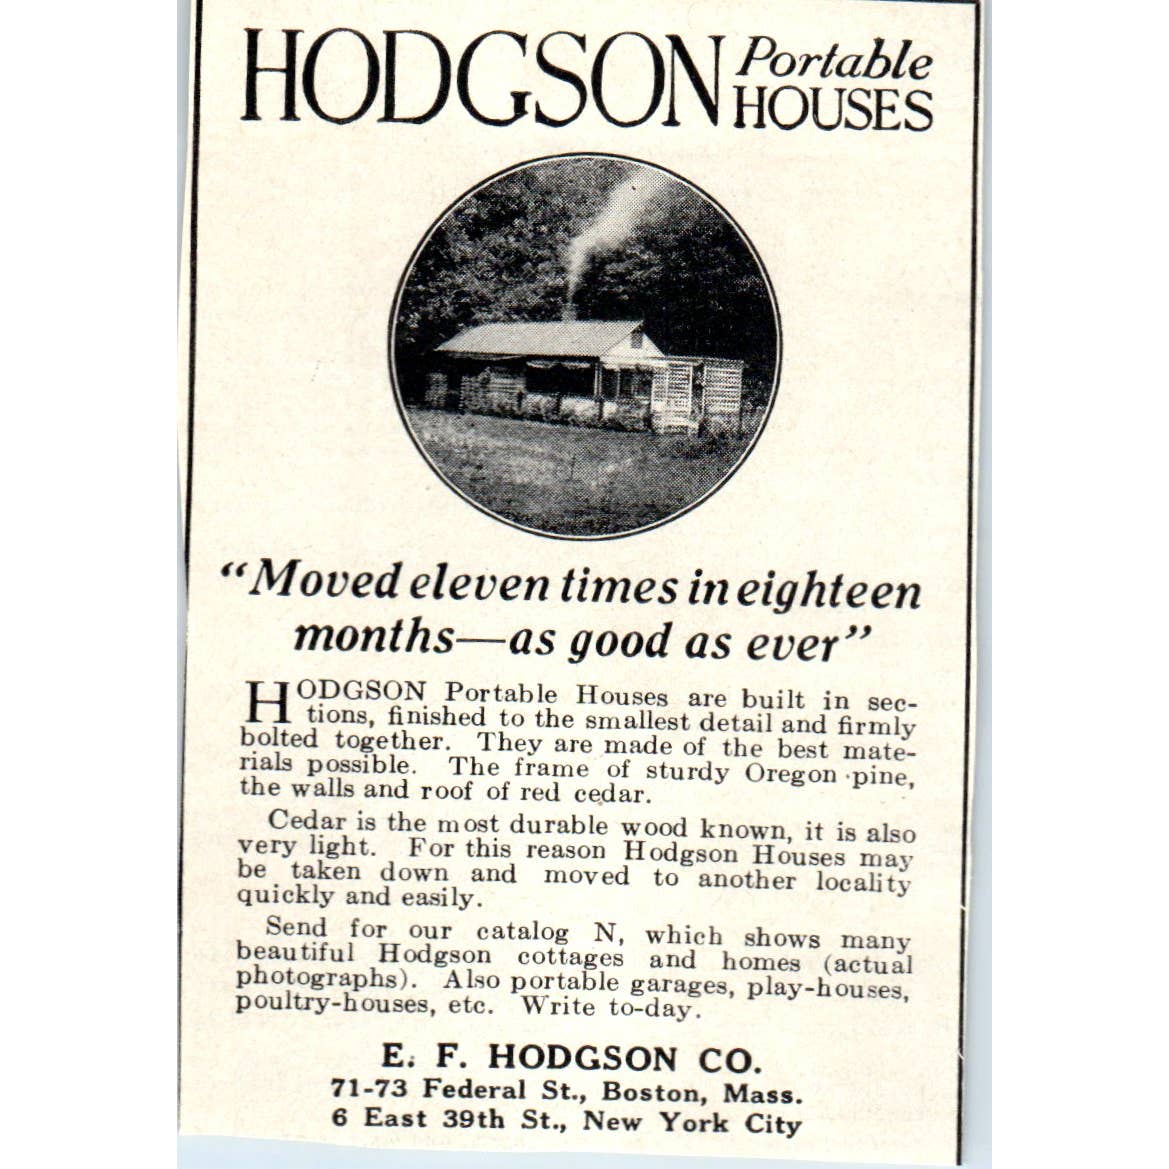 HODGSON Portable HOUSES
"Moved eleven times in eighteen
months—as good as ever"
HODGSON Portable Houses are built in sec-
tions, finished to the smallest detail and firmly
bolted together. They are made of the best mate-
rials possible. The frame of sturdy Oregon pine,
the walls and roof of red cedar.
Cedar is the most durable wood known, it is also
very light. For this reason Hodgson Houses may
be taken down and moved to another locality
quickly and easily.
Send for our catalog N, which shows many
beautiful Hodgson cottages and homes (actual
photographs). Also portable garages, play-houses,
poultry-houses, etc. Write to-day.
E. F. HODGSON CO.
71-73 Federal St., Boston, Mass.
6 East 39th St., New York City